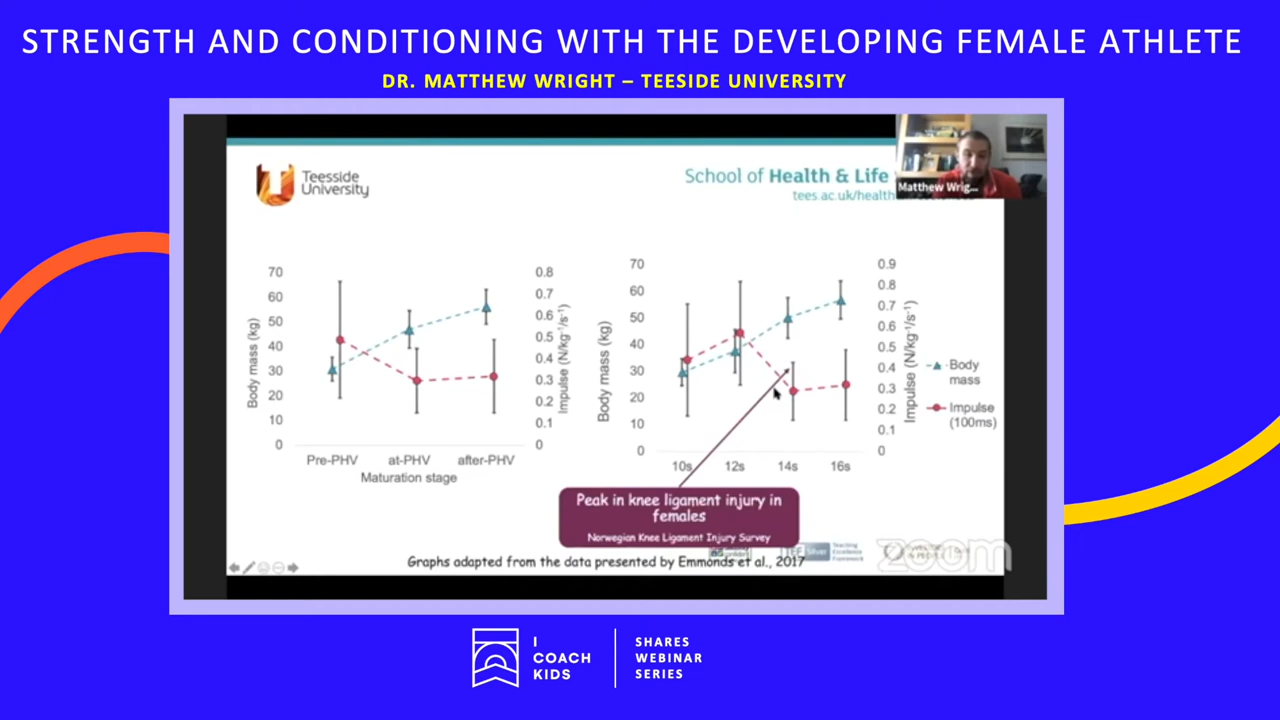 STRENGTH AND CONDITIONING WITH THE DEVELOPING FEMALE ATHLETE
DR. MATTHEW WRIGHT – TEESIDE UNIVERSITY
Teesside
University
School of Health & Life
tees.ac.uk/health
Matthew Wrig...
70
60
50
40
30
20
10
0
Body mass (kg)
0.8
0.7
0.6
0.5
0.4
0.3
0.2
0.1
0
Impulse (N/kg⁻¹/s⁻¹)
Pre-PHV at-PHV after-PHV
Maturation stage
70
60
50
40
30
20
10
0
Body mass (kg)
0.9
0.8
0.7
0.6
0.5
0.4
0.3
0.2
0.1
0
Impulse (N/kg⁻¹/s⁻¹)
10s 12s 14s 16s
Body
mass
Impulse
(100ms)
Peak in knee ligament injury in
females
Norwegian Knee Ligament Injury Survey
Silver
Teaching
Excellence
Framework
Graphs adapted from the data presented by Emmonds et al., 2017
zoom
I
COACH
KIDS
SHARES
WEBINAR
SERIES